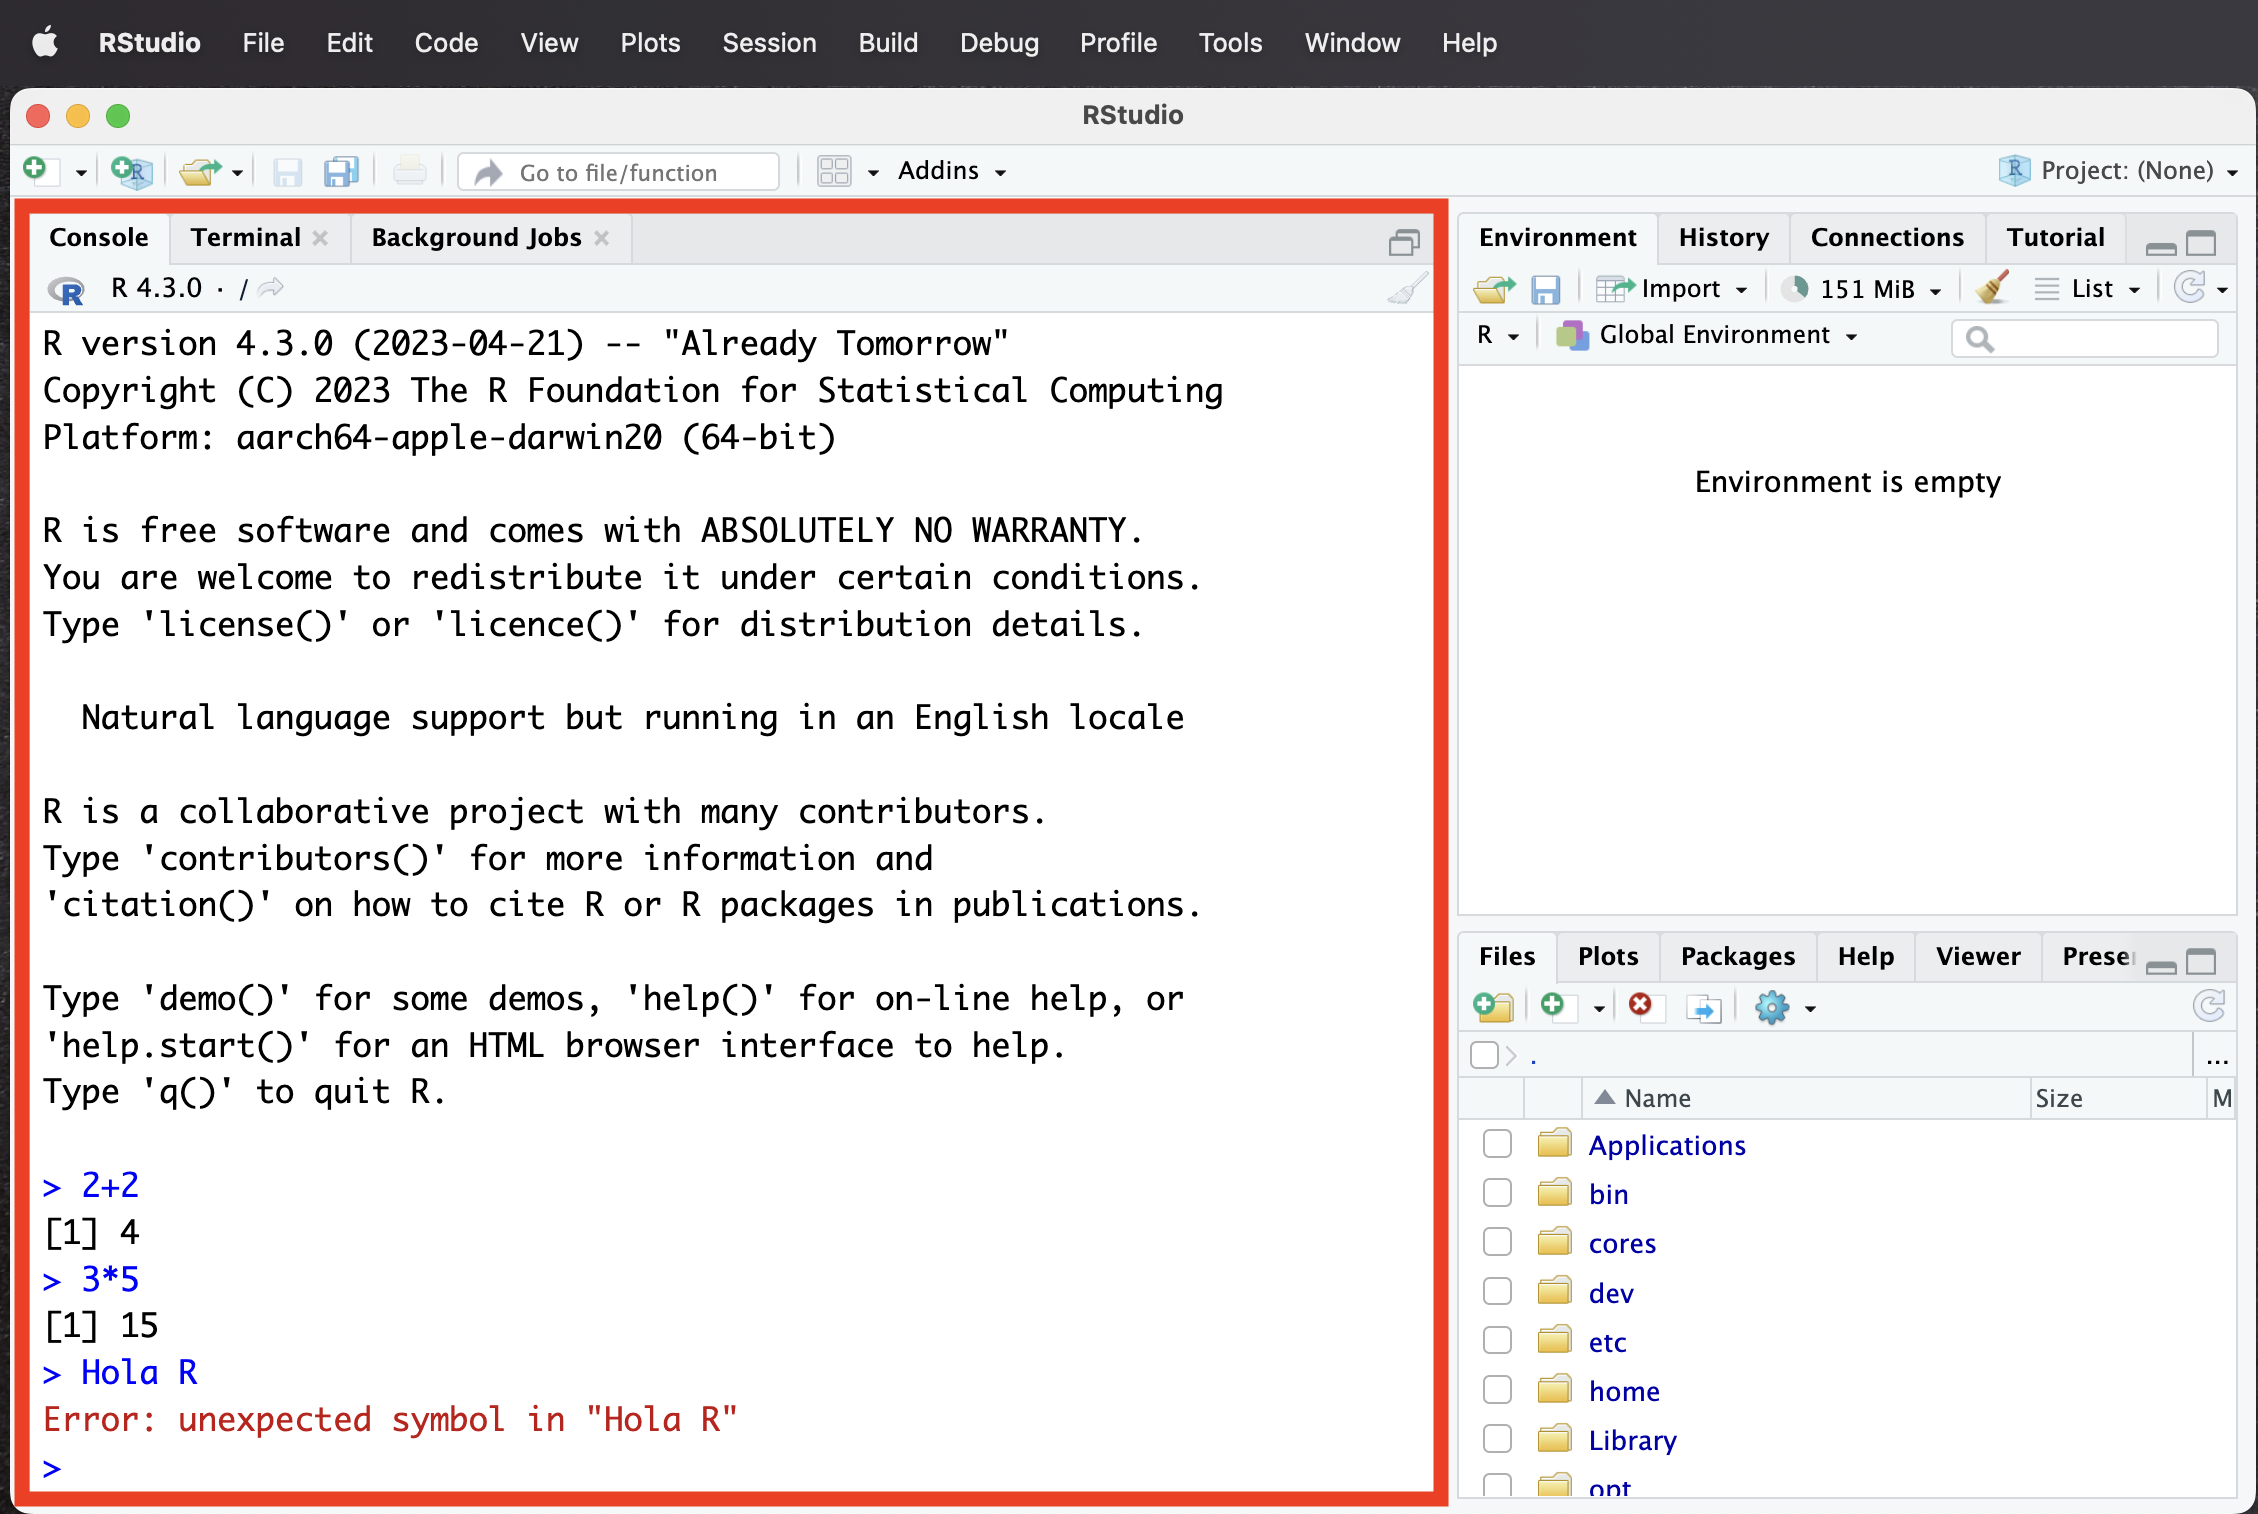 RStudio File Edit Code View Plots Session Build Debug Profile Tools Window Help
RStudio
Go to file/function Addins Project: (None)
Console Terminal Background Jobs
R 4.3.0 · /
R version 4.3.0 (2023-04-21) -- "Already Tomorrow"
Copyright (C) 2023 The R Foundation for Statistical Computing
Platform: aarch64-apple-darwin20 (64-bit)
R is free software and comes with ABSOLUTELY NO WARRANTY.
You are welcome to redistribute it under certain conditions.
Type 'license()' or 'licence()' for distribution details.
Natural language support but running in an English locale
R is a collaborative project with many contributors.
Type 'contributors()' for more information and
'citation()' on how to cite R or R packages in publications.
Type 'demo()' for some demos, 'help()' for on-line help, or
'help.start()' for an HTML browser interface to help.
Type 'q()' to quit R.
> 2+2
[1] 4
> 3*5
[1] 15
> Hola R
Error: unexpected symbol in "Hola R"
>
Environment History Connections Tutorial
Import 151 MiB List
R Global Environment
Environment is empty
Files Plots Packages Help Viewer Prese
. ...
Name Size M
Applications
bin
cores
dev
etc
home
Library
opt